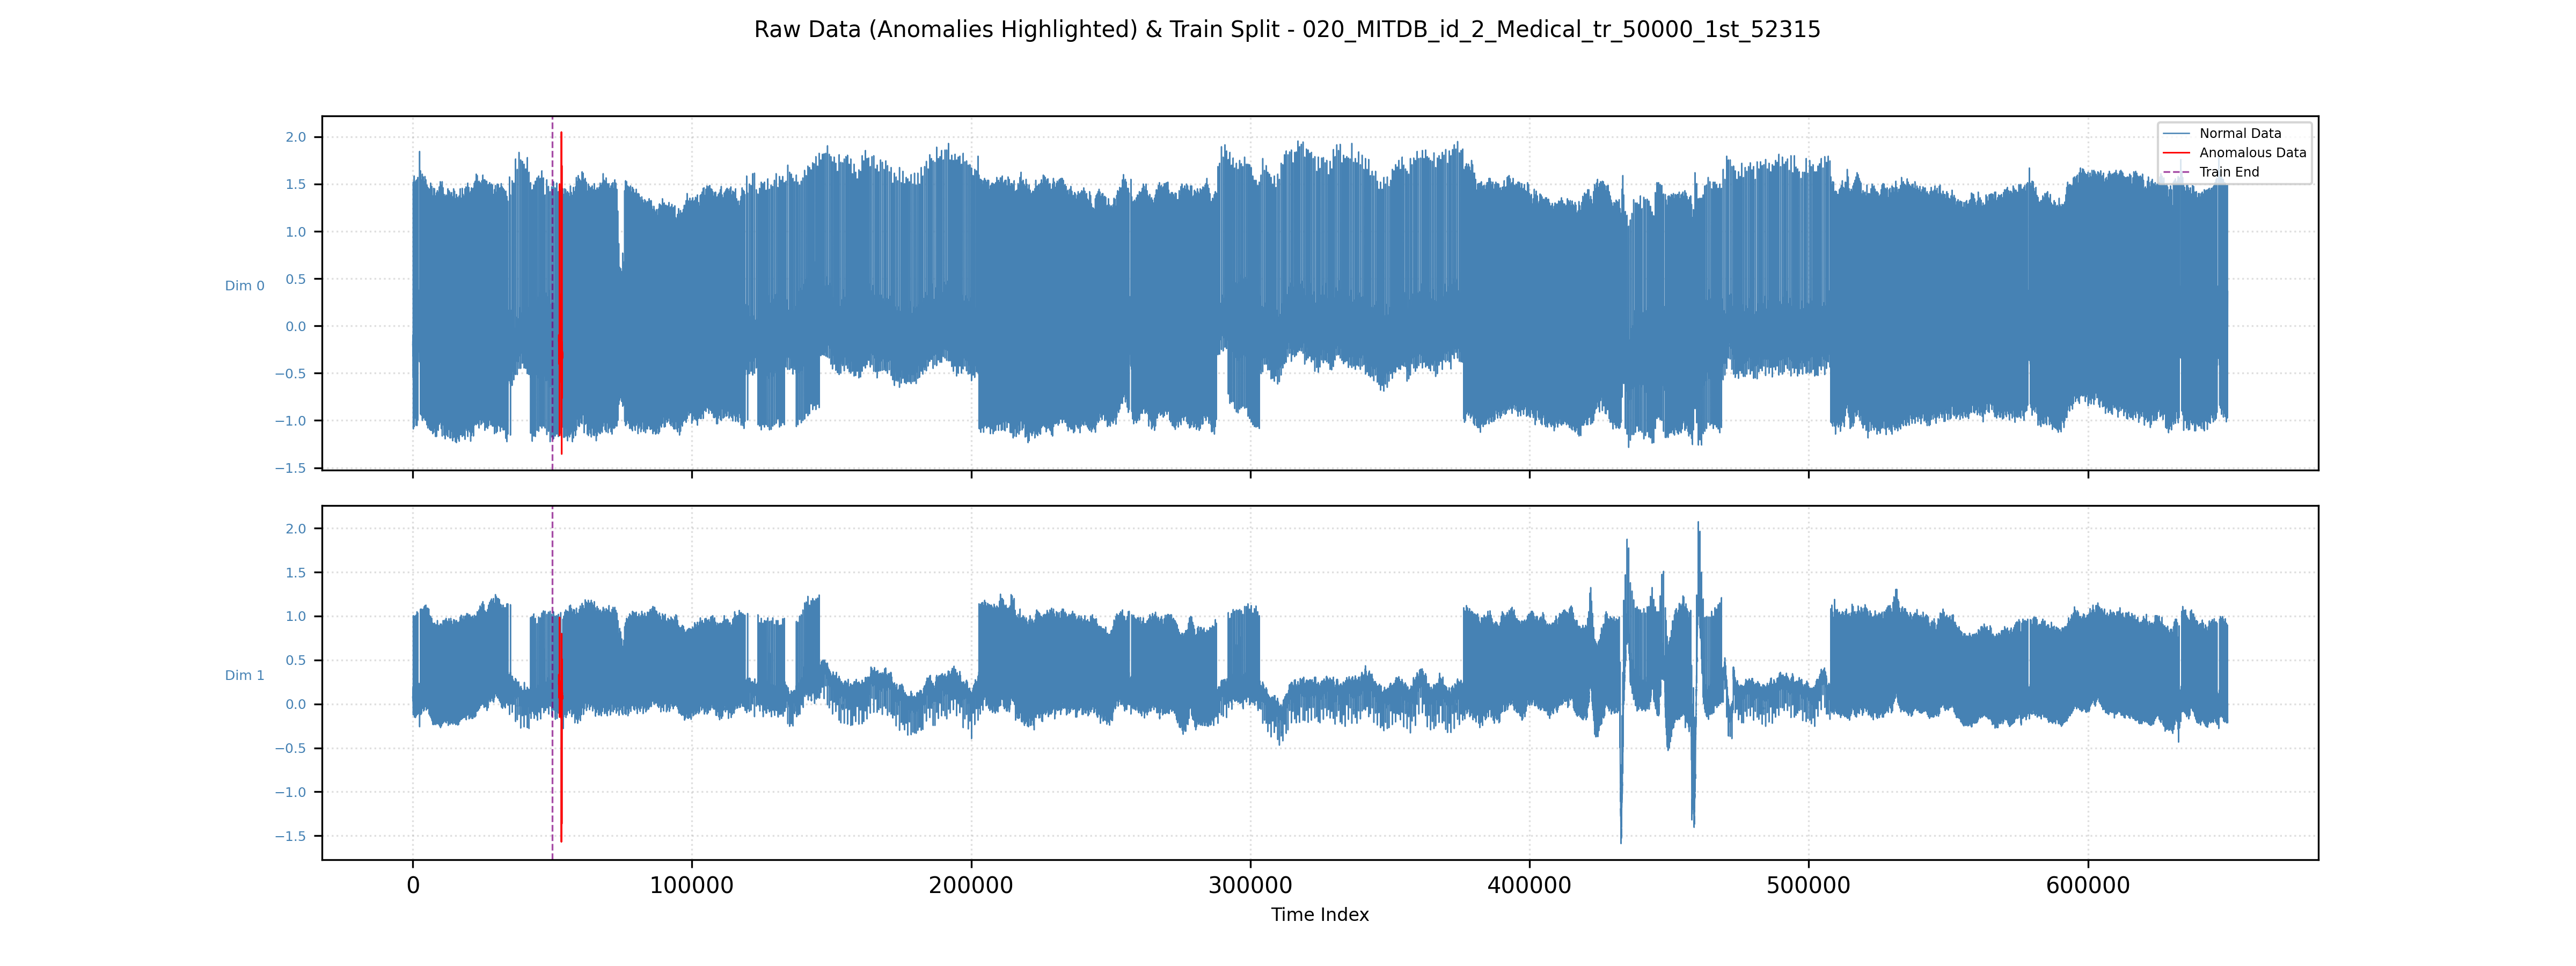 Raw Data (Anomalies Highlighted) & Train Split - 020_MITDB_id_2_Medical_tr_50000_1st_52315
2.0
1.5
1.0
0.5
0.0
−0.5
−1.0
−1.5
Dim 0
Normal Data
Anomalous Data
Train End
2.0
1.5
1.0
0.5
0.0
−0.5
−1.0
−1.5
Dim 1
0 100000 200000 300000 400000 500000 600000
Time Index